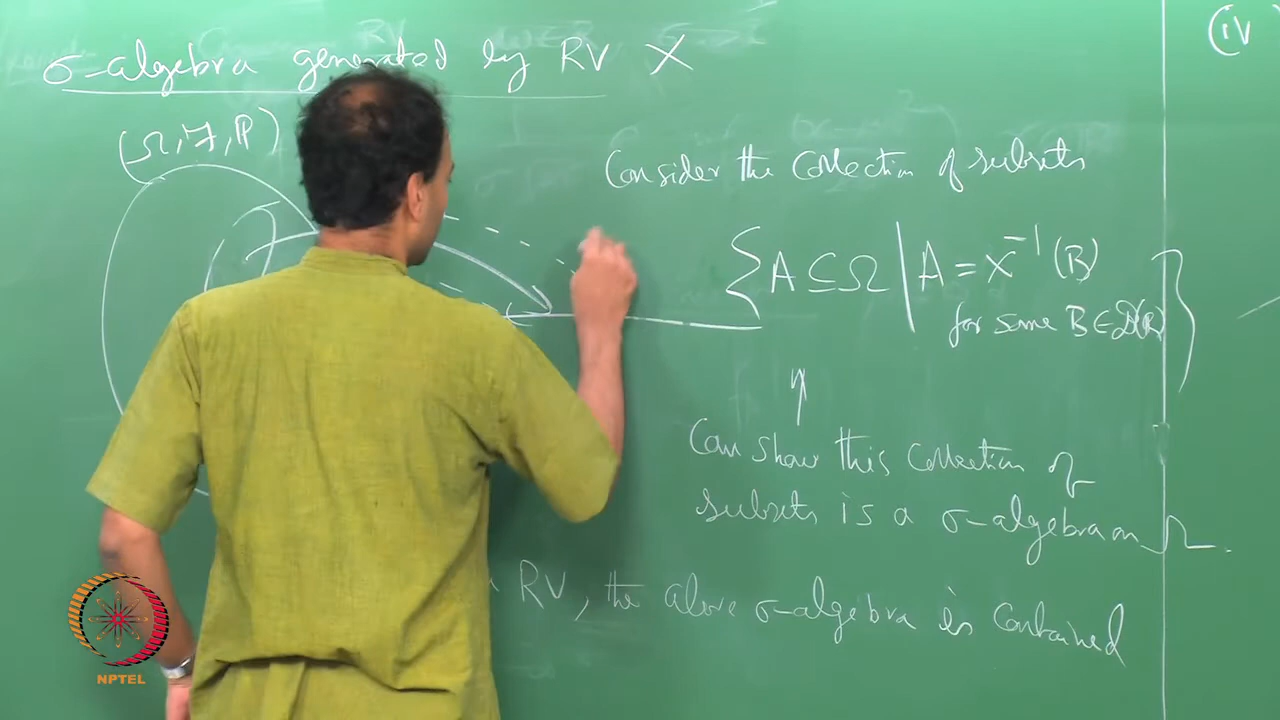 σ-algebra generated by RV X
(Ω, ℱ, ℙ)
Consider the collection of subsets
{A ⊆ Ω | A = X⁻¹(B)
for some B ∈ ℬ(ℝ)}
↑
Can show this collection of
subsets is a σ-algebra on Ω.
RV, the above σ-algebra is contained
(iv
NPTEL